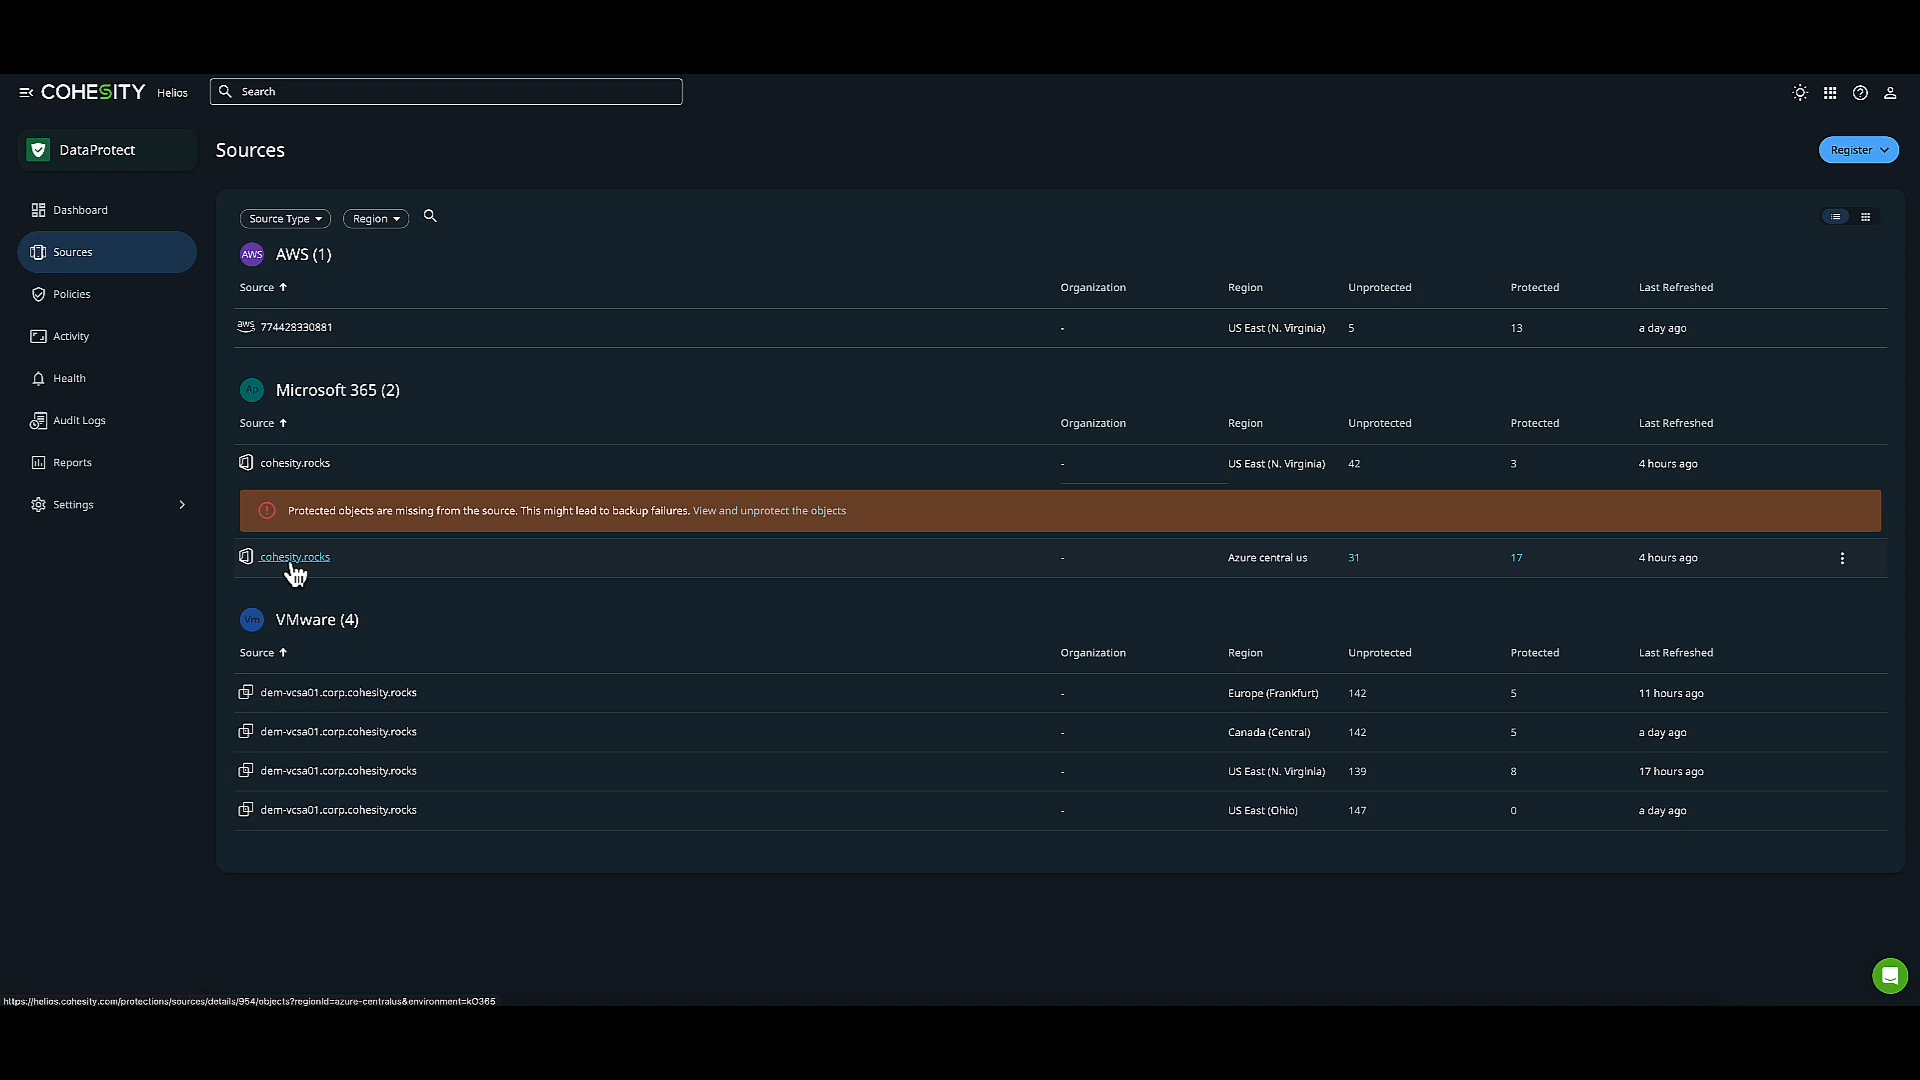 COHESITY Helios Search
DataProtect
Sources
Register
Dashboard
Sources
Policies
Activity
Health
Audit Logs
Reports
Settings
Source Type Region
AWS AWS (1)
Source Organization Region Unprotected Protected Last Refreshed
aws 774428330881 - US East (N. Virginia) 5 13 a day ago
Ap Microsoft 365 (2)
Source Organization Region Unprotected Protected Last Refreshed
cohesity.rocks - US East (N. Virginia) 42 3 4 hours ago
Protected objects are missing from the source. This might lead to backup failures. View and unprotect the objects
cohesity.rocks - Azure central us 31 17 4 hours ago
Vm VMware (4)
Source Organization Region Unprotected Protected Last Refreshed
dem-vcsa01.corp.cohesity.rocks - Europe (Frankfurt) 142 5 11 hours ago
dem-vcsa01.corp.cohesity.rocks - Canada (Central) 142 5 a day ago
dem-vcsa01.corp.cohesity.rocks - US East (N. Virginia) 139 8 17 hours ago
dem-vcsa01.corp.cohesity.rocks - US East (Ohio) 147 0 a day ago
https://helios.cohesity.com/protections/sources/details/954/objects?regionId=azure-centralus&environment=kO365